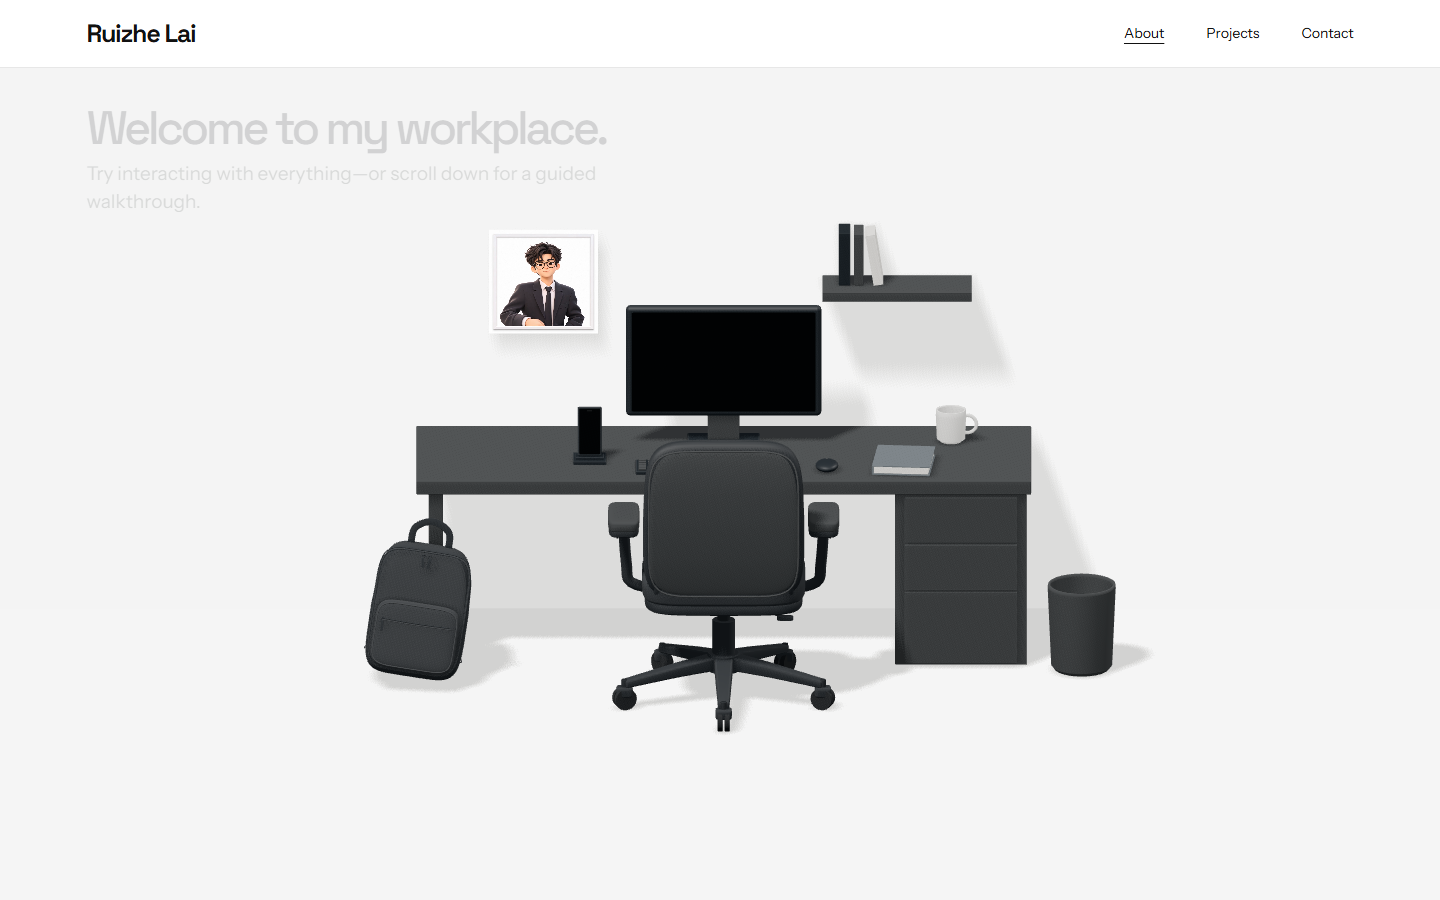 Ruizhe Lai
About
Projects
Contact
Welcome to my workplace.
Try interacting with everything—or scroll down for a guided
walkthrough.